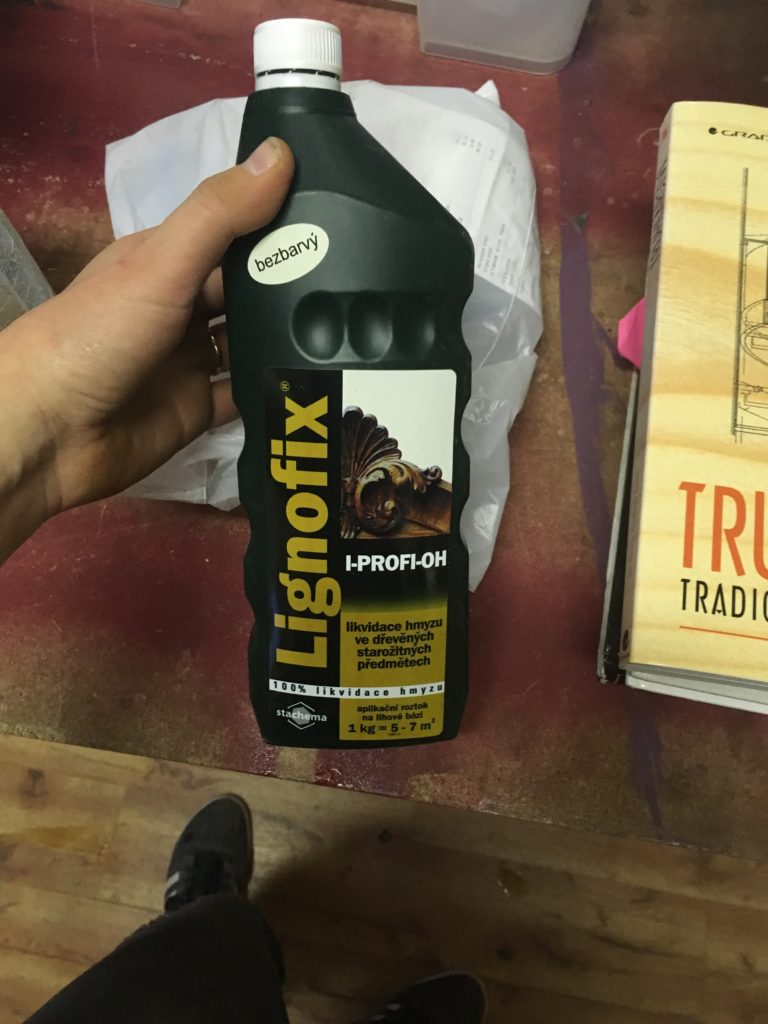 bezbarvý
Lignofix®
I-PROFI-OH
likvidace hmyzu
ve dřevěných
starožitných
předmětech
100% likvidace hmyzu
stachema
aplikační roztok
na lihové bázi
1 kg = 5 - 7 m²
GRA
TRU
TRADIC